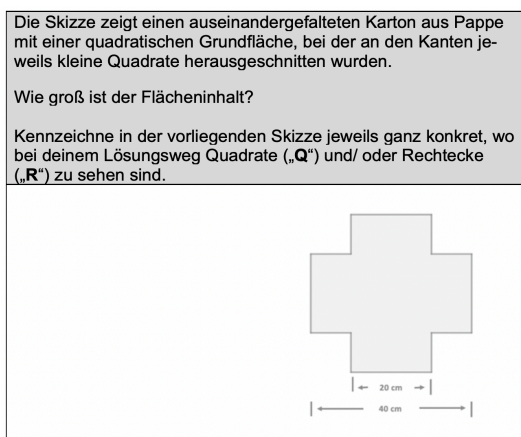 Die Skizze zeigt einen auseinandergefalteten Karton aus Pappe
mit einer quadratischen Grundfläche, bei der an den Kanten je-
weils kleine Quadrate herausgeschnitten wurden.
Wie groß ist der Flächeninhalt?
Kennzeichne in der vorliegenden Skizze jeweils ganz konkret, wo
bei deinem Lösungsweg Quadrate („Q“) und/ oder Rechtecke
(„R“) zu sehen sind.
20 cm
40 cm